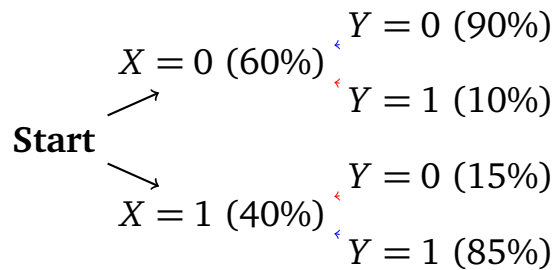 Y = 0 (90%)
X = 0 (60%)
Y = 1 (10%)
Start
Y = 0 (15%)
X = 1 (40%)
Y = 1 (85%)